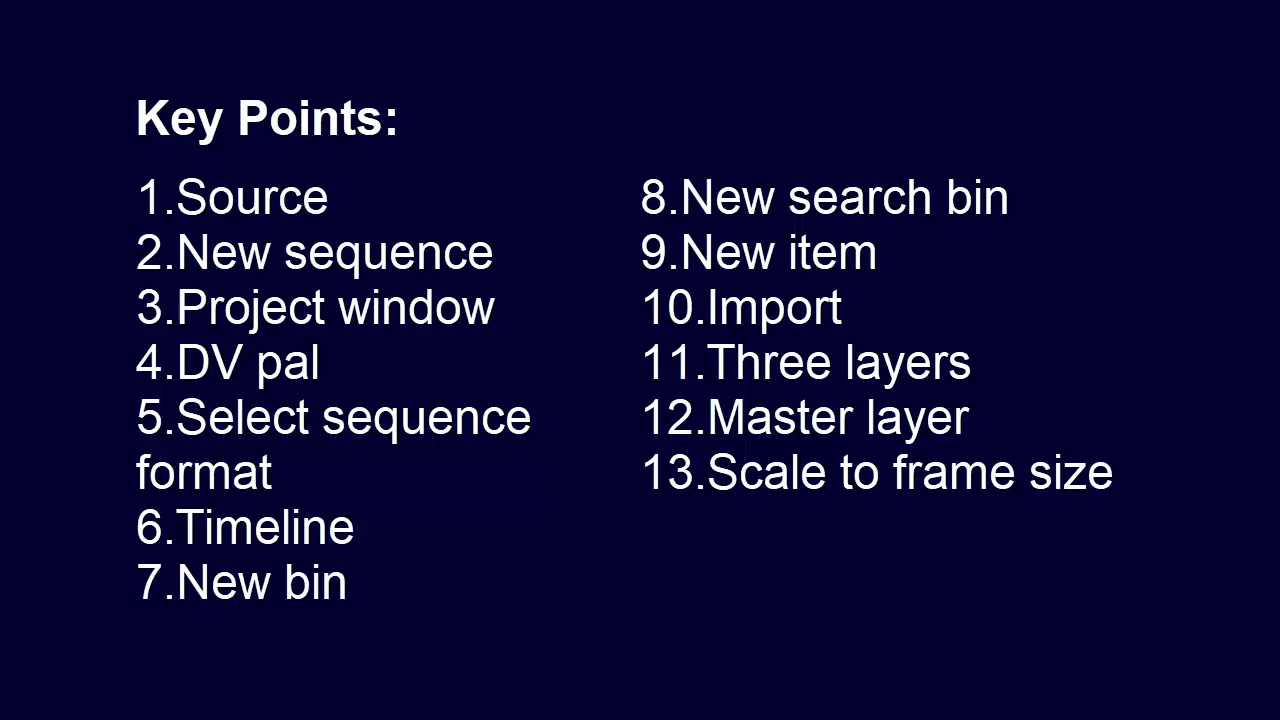 Key Points:
1.Source
2.New sequence
3.Project window
4.DV pal
5.Select sequence
format
6.Timeline
7.New bin
8.New search bin
9.New item
10.Import
11.Three layers
12.Master layer
13.Scale to frame size